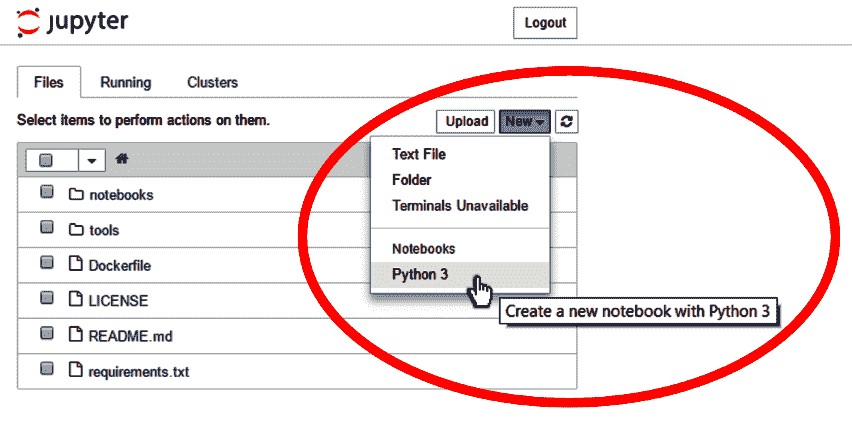 jupyter
Logout
Files Running Clusters
Select items to perform actions on them.
Upload New
Text File
Folder
Terminals Unavailable
Notebooks
Python 3
Create a new notebook with Python 3
notebooks
tools
Dockerfile
LICENSE
README.md
requirements.txt